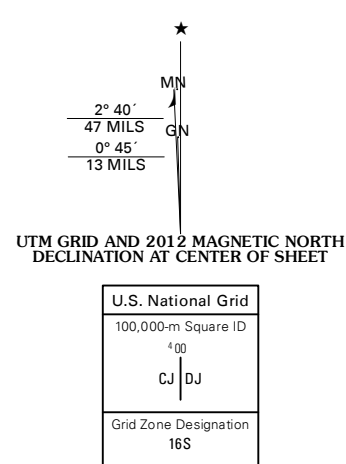 ★
MN
2° 40´
47 MILS
GN
0° 45´
13 MILS
UTM GRID AND 2012 MAGNETIC NORTH
DECLINATION AT CENTER OF SHEET
U.S. National Grid
100,000-m Square ID
⁴00
CJ DJ
Grid Zone Designation
16S